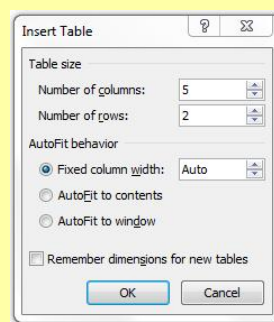 Insert Table
Table size
Number of columns: 5
Number of rows: 2
AutoFit behavior
Fixed column width: Auto
AutoFit to contents
AutoFit to window
Remember dimensions for new tables
OK Cancel